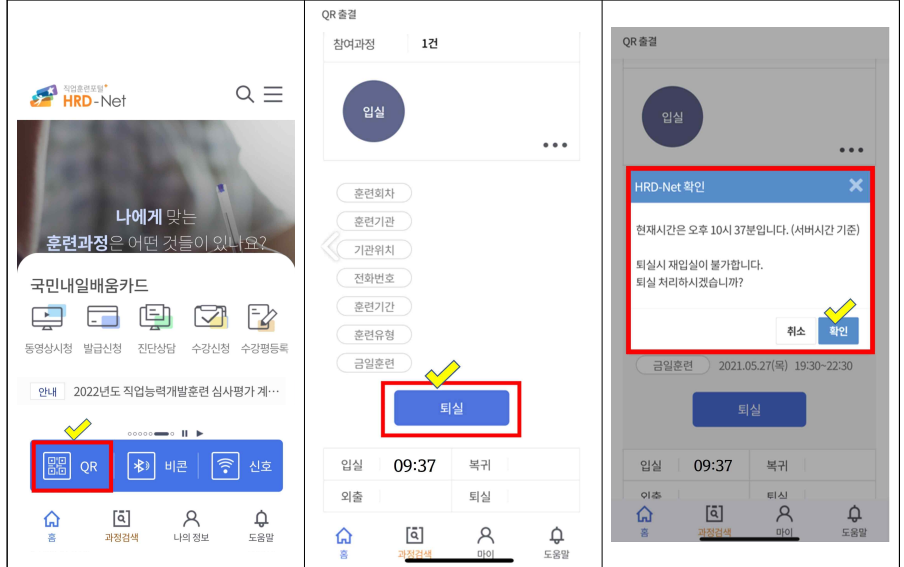 직업훈련포털
HRD-Net
나에게 맞는
훈련과정은 어떤 것들이 있나요?
국민내일배움카드
동영상시청 발급신청 진단상담 수강신청 수강평등록
안내 2022년도 직업능력개발훈련 심사평가 계…
QR 비콘 신호
홈 과정검색 나의 정보 도움말
QR 출결
참여과정 1건
입실
훈련회차
훈련기관
기관위치
전화번호
훈련기간
훈련유형
금일훈련
퇴실
입실 09:37 복귀
외출 퇴실
홈 과정검색 마이 도움말
QR 출결
입실
HRD-Net 확인
현재시간은 오후 10시 37분입니다. (서버시간 기준)
퇴실시 재입실이 불가합니다.
퇴실 처리하시겠습니까?
취소 확인
금일훈련 2021.05.27(목) 19:30~22:30
퇴실
입실 09:37 복귀
외출 퇴실
홈 과정검색 마이 도움말